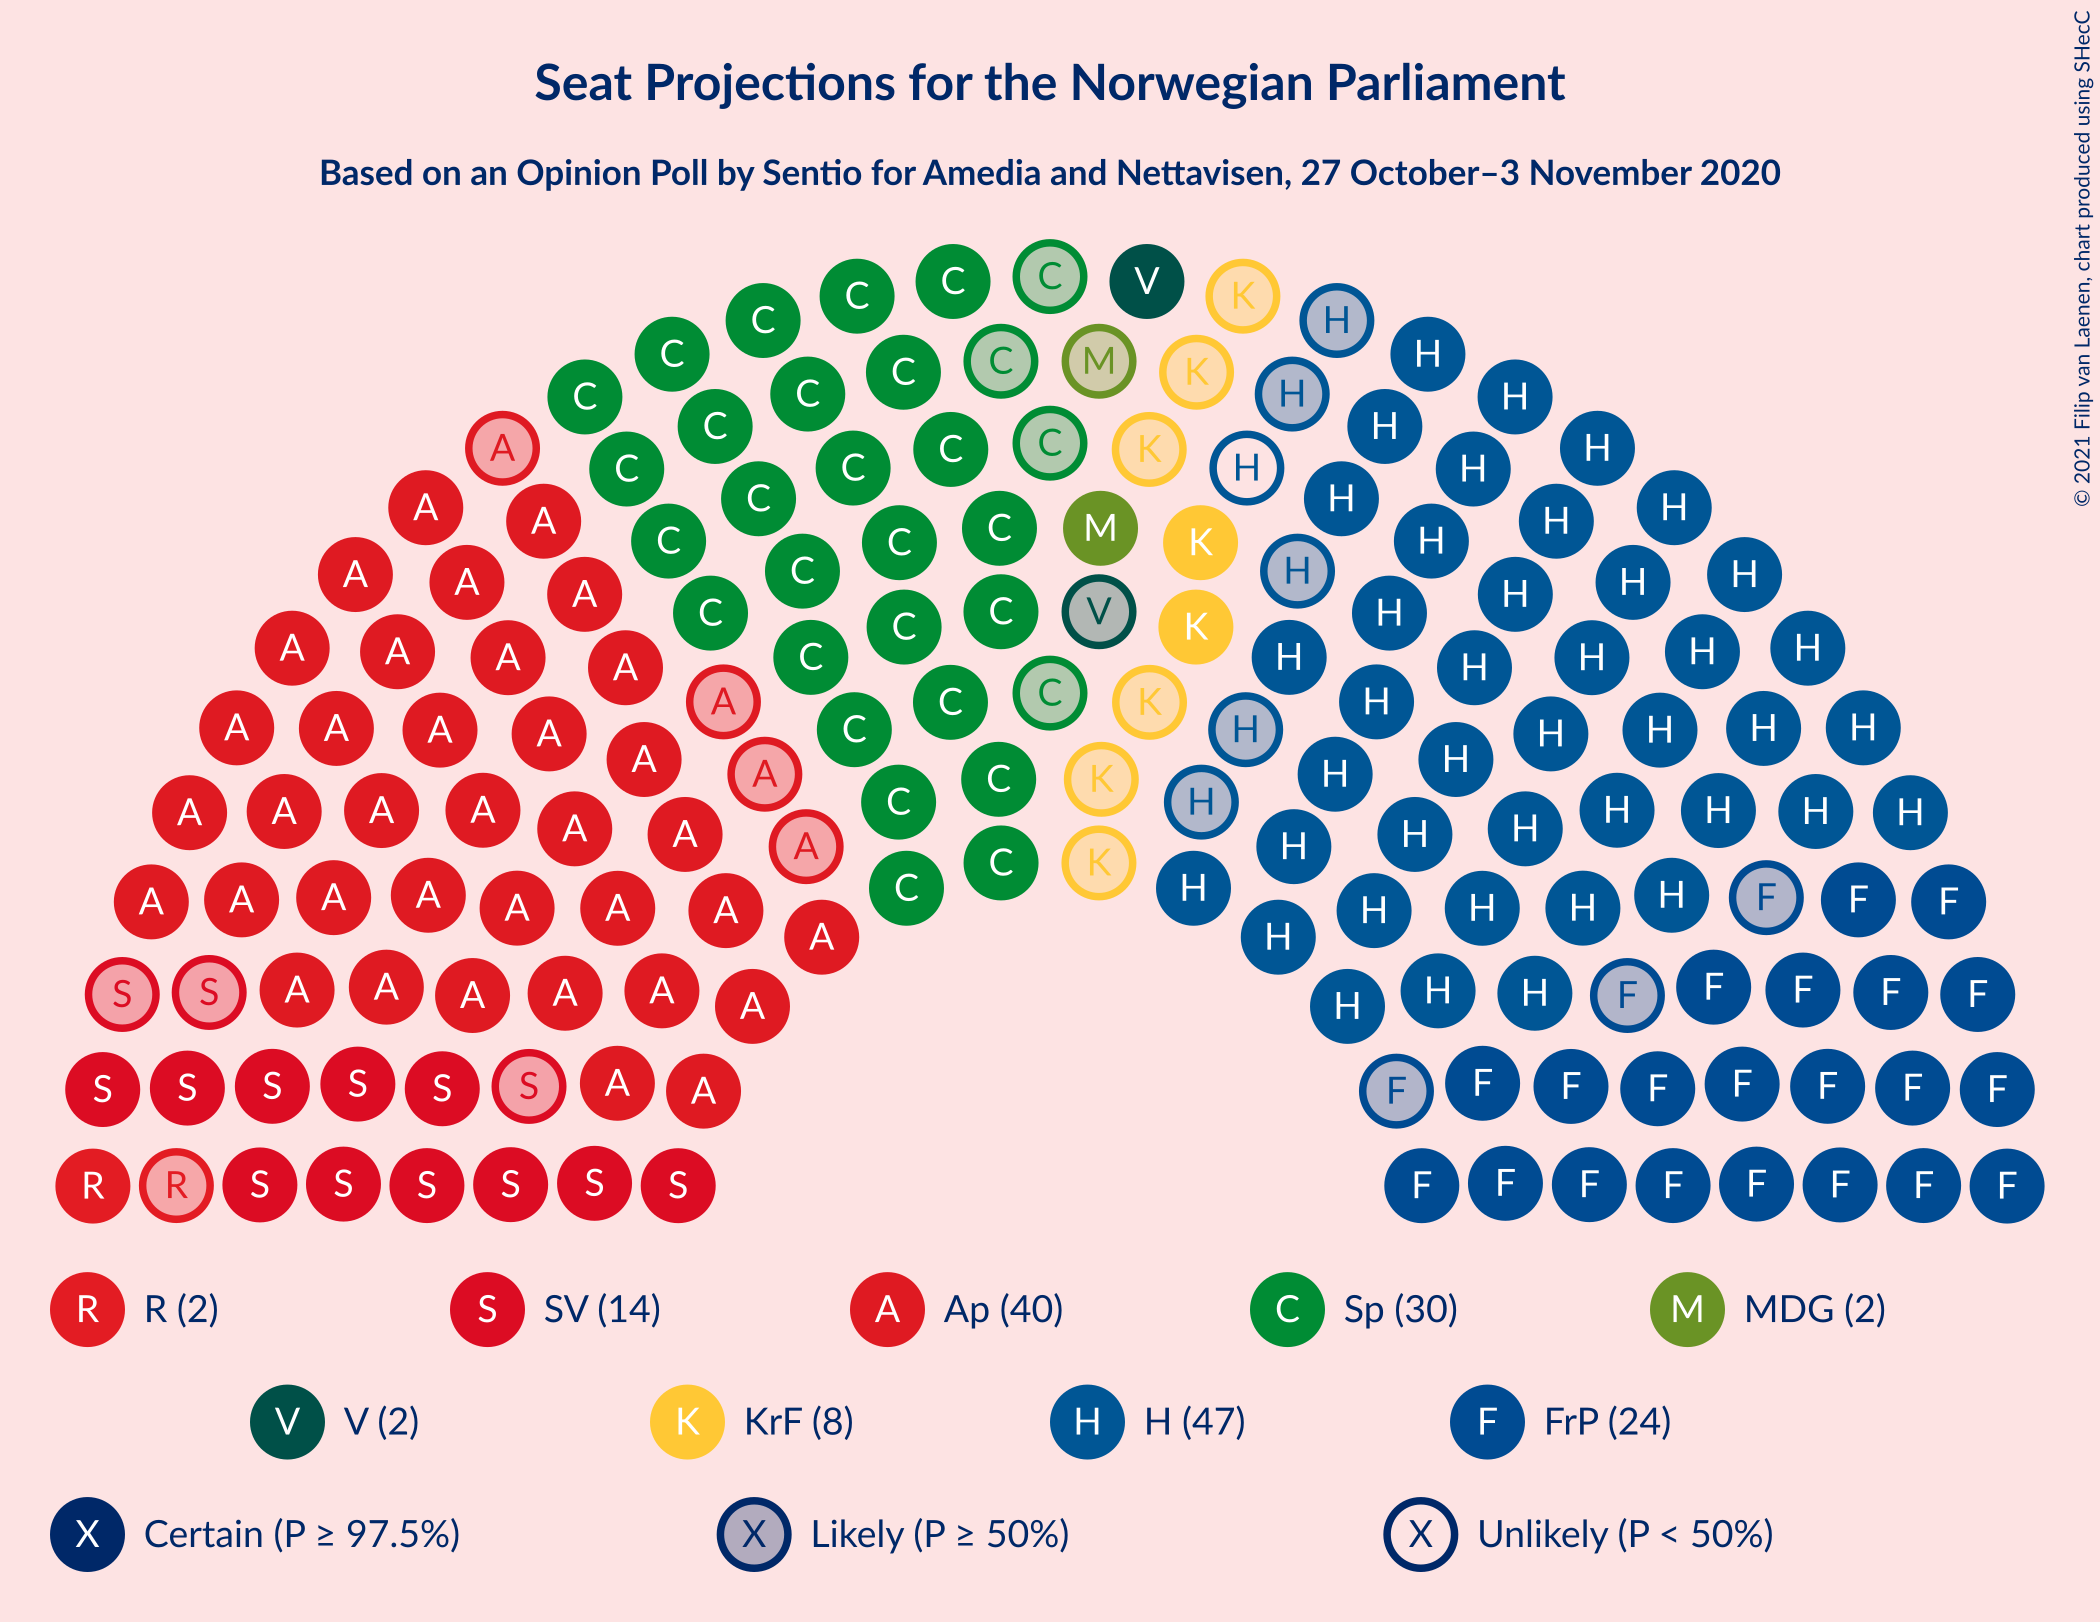 Seat Projections for the Norwegian Parliament
Based on an Opinion Poll by Sentio for Amedia and Nettavisen, 27 October–3 November 2020
© 2021 Filip van Laenen, chart produced using SHecC
C C C V K
C C H H
C C C M K H H H
A C C C C C K H H H H
A A C C C C M K H H H H H
A A A C C C C V K H H H H H H
A A A A A C C C C C K H H H H H H H H
A A A A A A C C C K H H H H H H H H
A A A A A A A C C K H H H H H H H H
A A A A A A A A C C K H H H H H H H F F F
S S A A A A A A A H H H H F F F F F
S S S S S S A A F F F F F F F F
R R S S S S S S F F F F F F F F
R R (2) S SV (14) A Ap (40) C Sp (30) M MDG (2)
V V (2) K KrF (8) H H (47) F FrP (24)
X Certain (P ≥ 97.5%) X Likely (P ≥ 50%) X Unlikely (P < 50%)